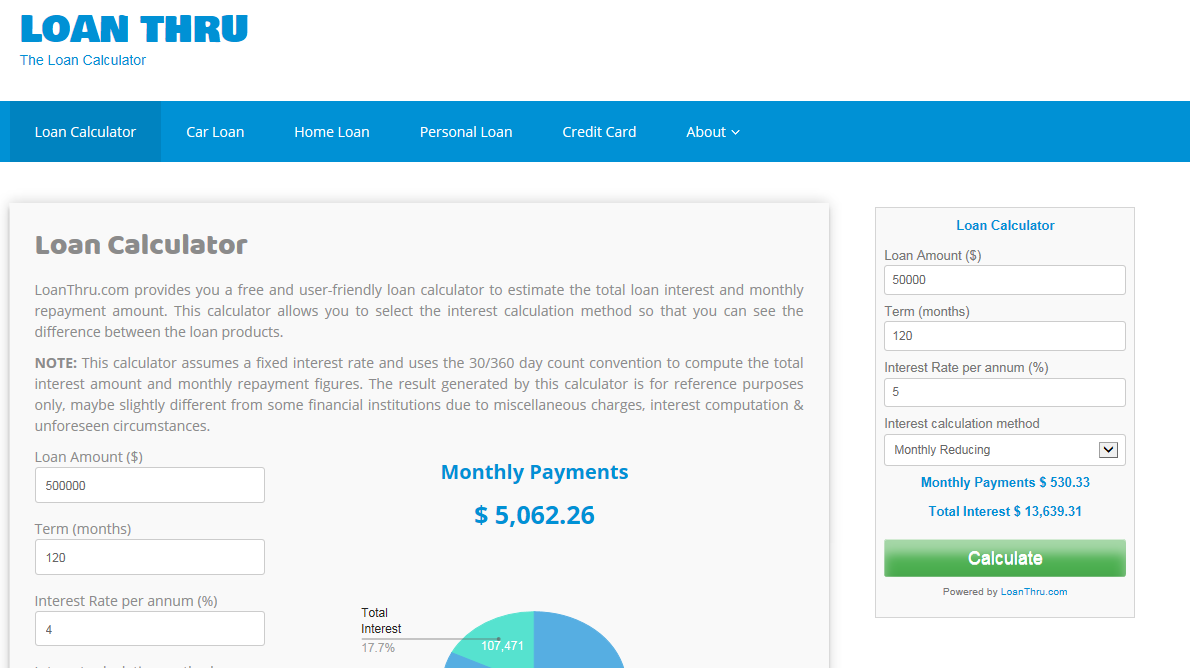 LOAN THRU
The Loan Calculator
Loan Calculator
Car Loan
Home Loan
Personal Loan
Credit Card
About
Loan Calculator
LoanThru.com provides you a free and user-friendly loan calculator to estimate the total loan interest and monthly
repayment amount. This calculator allows you to select the interest calculation method so that you can see the
difference between the loan products.
NOTE: This calculator assumes a fixed interest rate and uses the 30/360 day count convention to compute the total
interest amount and monthly repayment figures. The result generated by this calculator is for reference purposes
only, maybe slightly different from some financial institutions due to miscellaneous charges, interest computation &
unforeseen circumstances.
Loan Amount ($)
500000
Term (months)
120
Interest Rate per annum (%)
4
Monthly Payments
$ 5,062.26
Total
Interest
17.7%
107,471
Loan Calculator
Loan Amount ($)
50000
Term (months)
120
Interest Rate per annum (%)
5
Interest calculation method
Monthly Reducing
Monthly Payments $ 530.33
Total Interest $ 13,639.31
Calculate
Powered by LoanThru.com